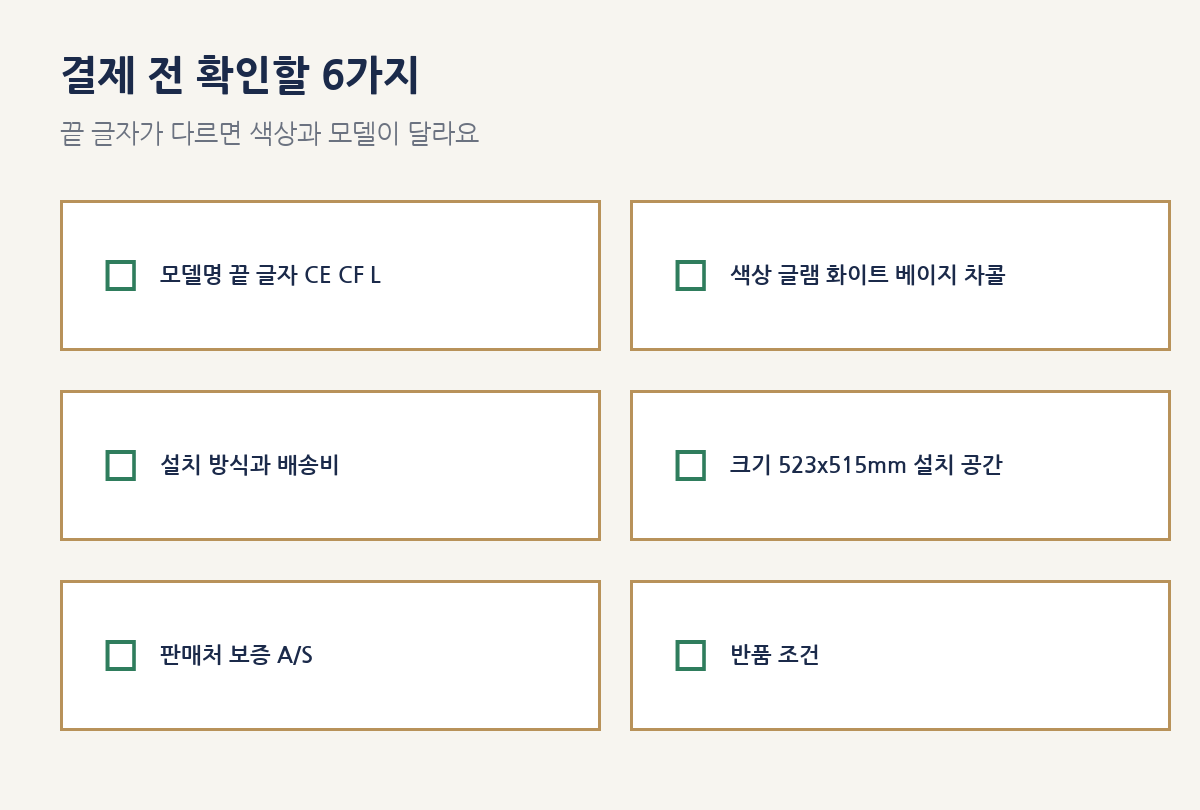 결제 전 확인할 6가지
끝 글자가 다르면 색상과 모델이 달라요
모델명 끝 글자 CE CF L
색상 글램 화이트 베이지 차콜
설치 방식과 배송비
크기 523x515mm 설치 공간
판매처 보증 A/S
반품 조건